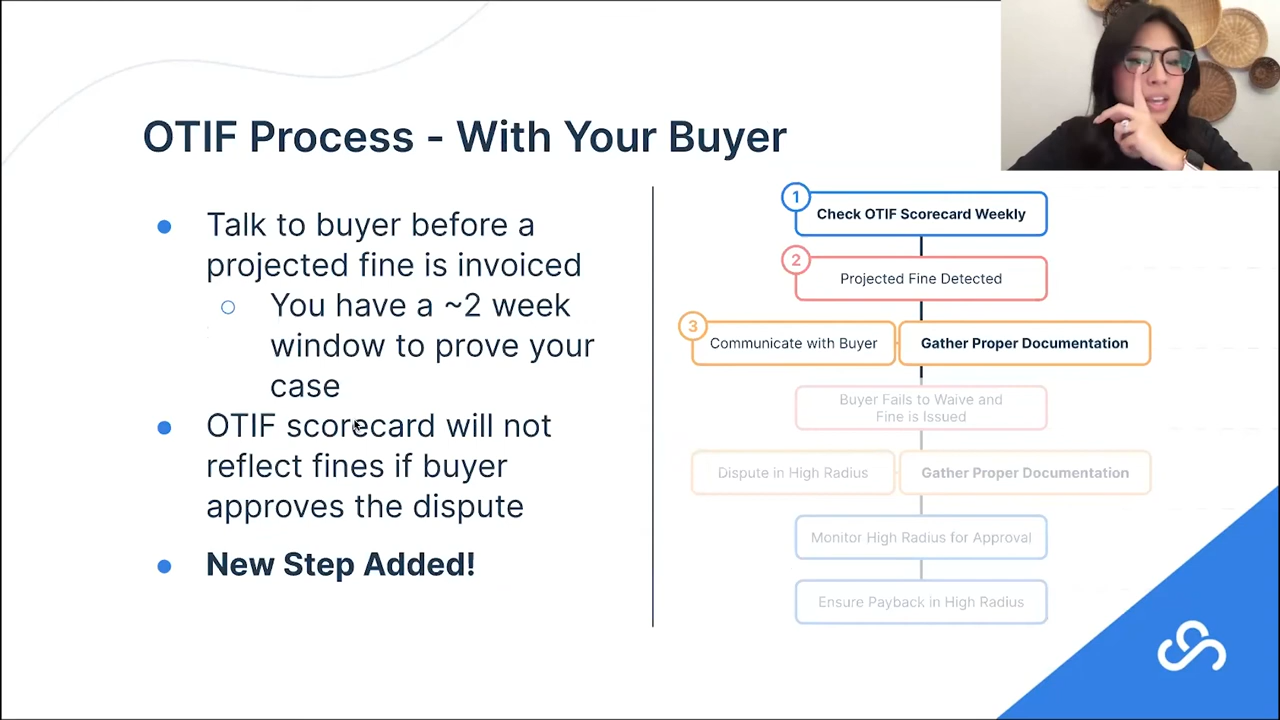 OTIF Process - With Your Buyer
● Talk to buyer before a
projected fine is invoiced
○ You have a ~2 week
window to prove your
case
● OTIF scorecard will not
reflect fines if buyer
approves the dispute
● New Step Added!
1
Check OTIF Scorecard Weekly
2
Projected Fine Detected
3
Communicate with Buyer
Gather Proper Documentation
Buyer Fails to Waive and
Fine is Issued
Dispute in High Radius
Gather Proper Documentation
Monitor High Radius for Approval
Ensure Payback in High Radius